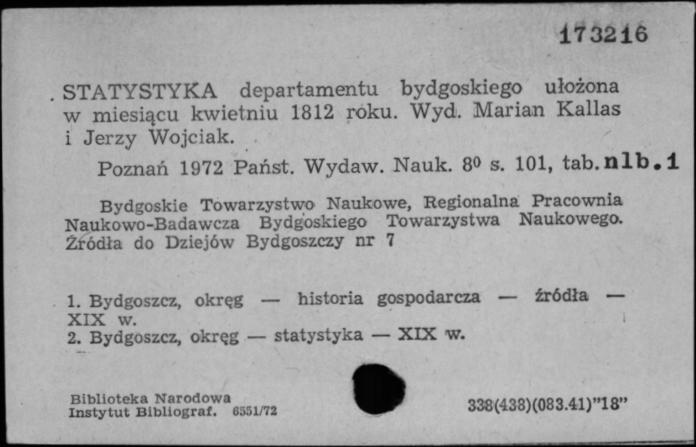 173216
STATYSTYKA departamentu bydgoskiego ułożona
w miesiącu kwietniu 1812 roku. Wyd. Marian Kallas
i Jerzy Wojciak.
Poznań 1972 Państ. Wydaw. Nauk. 8⁰ s. 101, tab. nlb. 1
Bydgoskie Towarzystwo Naukowe, Regionalna Pracownia
Naukowo-Badawcza Bydgoskiego Towarzystwa Naukowego.
Źródła do Dziejów Bydgoszczy nr 7
1. Bydgoszcz, okręg — historia gospodarcza — źródła —
XIX w.
2. Bydgoszcz, okręg — statystyka — XIX w.
Biblioteka Narodowa
Instytut Bibliograf. 6551/72
338(438)(083.41)"18"